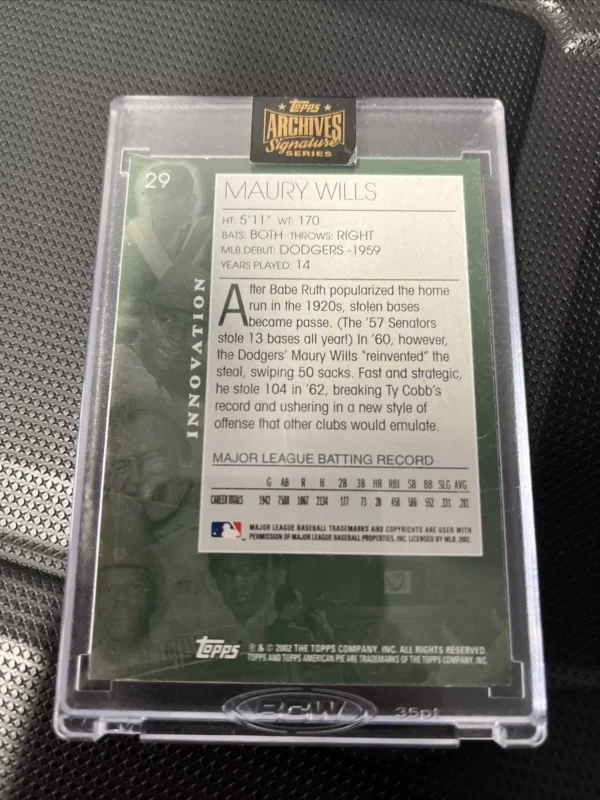 Topps
ARCHIVES
Signature
SERIES
29
MAURY WILLS
HT: 5'11" WT: 170
BATS: BOTH THROWS: RIGHT
MLB DEBUT: DODGERS -1959
YEARS PLAYED: 14
INNOVATION
After Babe Ruth popularized the home
run in the 1920s, stolen bases
became passe. (The '57 Senators
stole 13 bases all year!) In '60, however,
the Dodgers' Maury Wills "reinvented" the
steal, swiping 50 sacks. Fast and strategic,
he stole 104 in '62, breaking Ty Cobb's
record and ushering in a new style of
offense that other clubs would emulate.
MAJOR LEAGUE BATTING RECORD
G AB R H 2B 3B HR RBI SB BB SLG AVG
CAREER TOTALS 1942 7588 1067 2134 177 71 20 458 586 552 .331 .281
MAJOR LEAGUE BASEBALL TRADEMARKS AND COPYRIGHTS ARE USED WITH
PERMISSION OF MAJOR LEAGUE BASEBALL PROPERTIES, INC. LICENSED BY MLB, 2002.
Topps
® & © 2002 THE TOPPS COMPANY, INC. ALL RIGHTS RESERVED.
TOPPS AND TOPPS AMERICAN PIE ARE TRADEMARKS OF THE TOPPS COMPANY, INC.
BCW
35pt